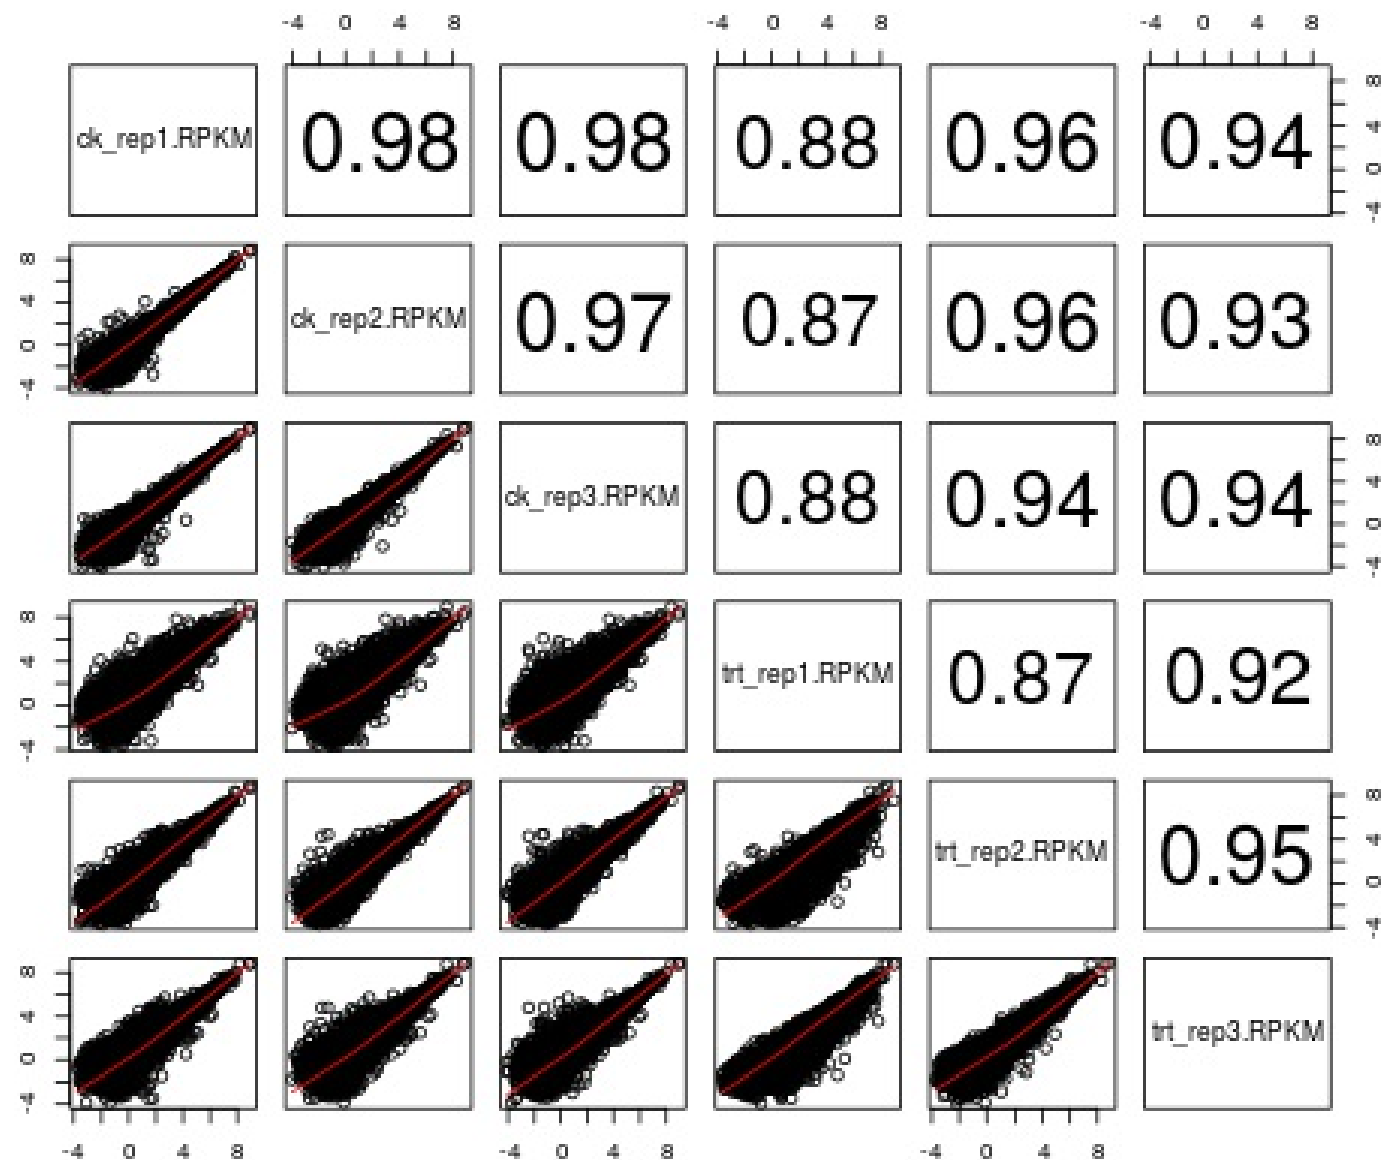 -4 0 4 8 -4 0 4 8 -4 0 4 8
ck_rep1.RPKM 0.98 0.98 0.88 0.96 0.94
8 4 0 -4
8 4 0 -4
ck_rep2.RPKM 0.97 0.87 0.96 0.93
ck_rep3.RPKM 0.88 0.94 0.94
8 4 0 -4
8 4 0 -4
trt_rep1.RPKM 0.87 0.92
trt_rep2.RPKM 0.95
8 4 0 -4
8 4 0 -4
trt_rep3.RPKM
-4 0 4 8 -4 0 4 8 -4 0 4 8